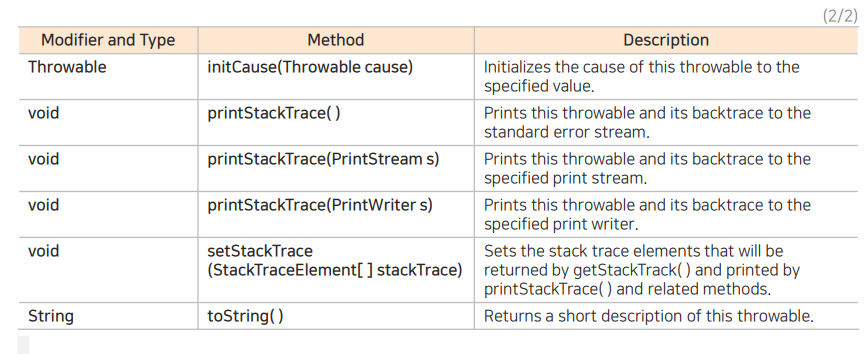 (2/2)
Modifier and Type Method Description
Throwable initCause(Throwable cause) Initializes the cause of this throwable to the
specified value.
void printStackTrace( ) Prints this throwable and its backtrace to the
standard error stream.
void printStackTrace(PrintStream s) Prints this throwable and its backtrace to the
specified print stream.
void printStackTrace(PrintWriter s) Prints this throwable and its backtrace to the
specified print writer.
void setStackTrace Sets the stack trace elements that will be
(StackTraceElement[ ] stackTrace) returned by getStackTrack( ) and printed by
printStackTrace( ) and related methods.
String toString( ) Returns a short description of this throwable.